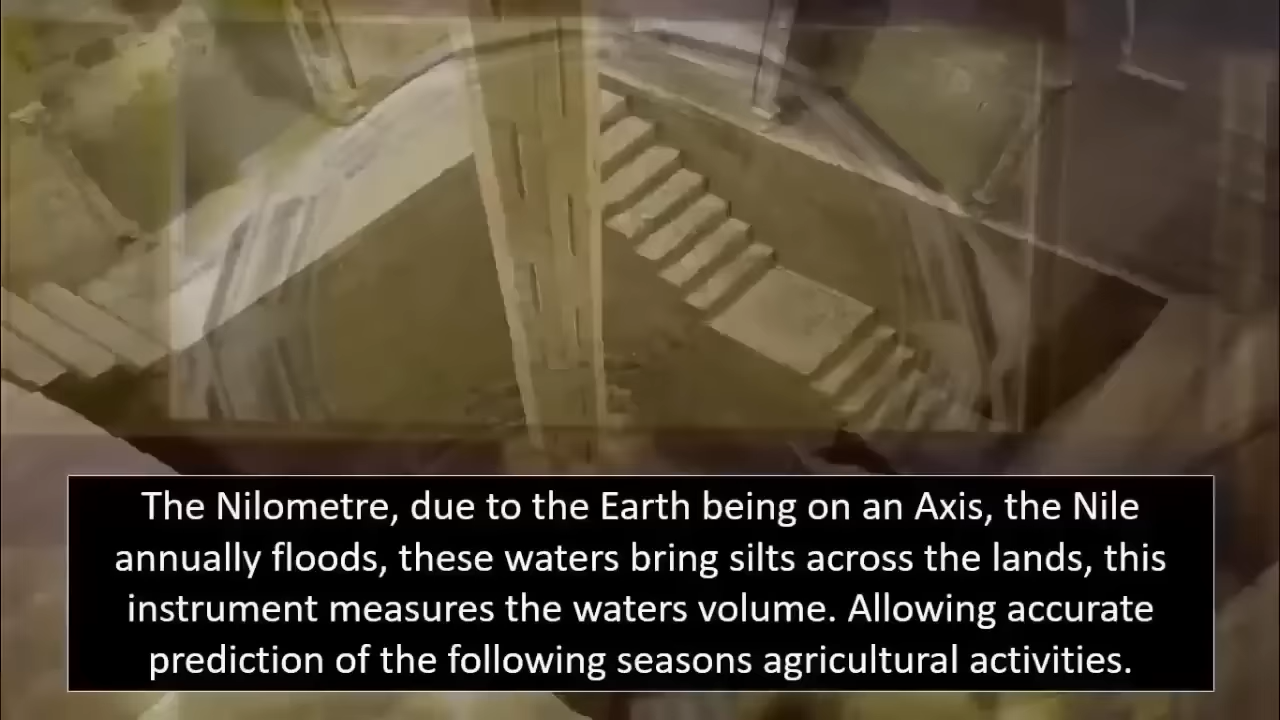 The Nilometre, due to the Earth being on an Axis, the Nile
annually floods, these waters bring silts across the lands, this
instrument measures the waters volume. Allowing accurate
prediction of the following seasons agricultural activities.